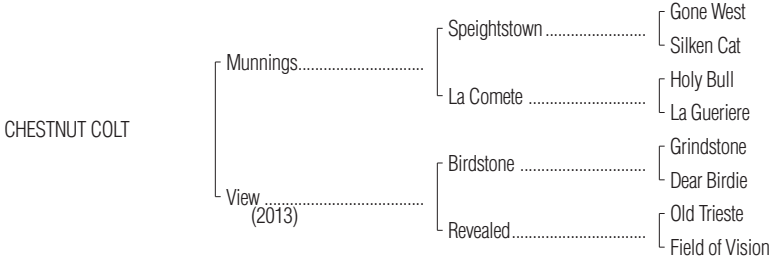 Gone West
Speightstown
Silken Cat
Munnings
Holy Bull
La Comete
La Gueriere
CHESTNUT COLT
Grindstone
Birdstone
Dear Birdie
View
(2013)
Old Trieste
Revealed
Field of Vision